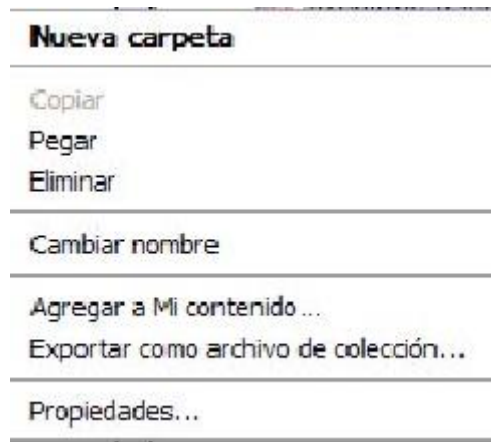 Nueva carpeta
Copiar
Pegar
Eliminar
Cambiar nombre
Agregar a Mi contenido...
Exportar como archivo de colección...
Propiedades...